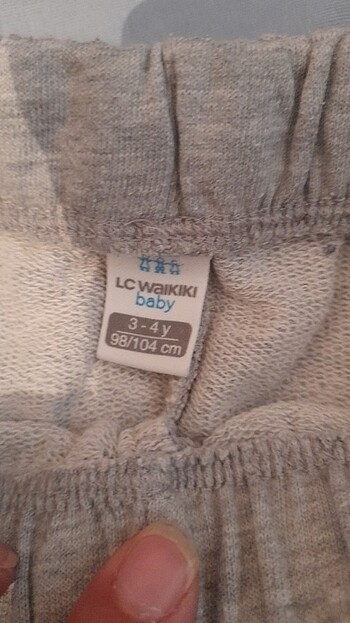 LC WAIKIKI
baby
3 - 4 y
98/104 cm